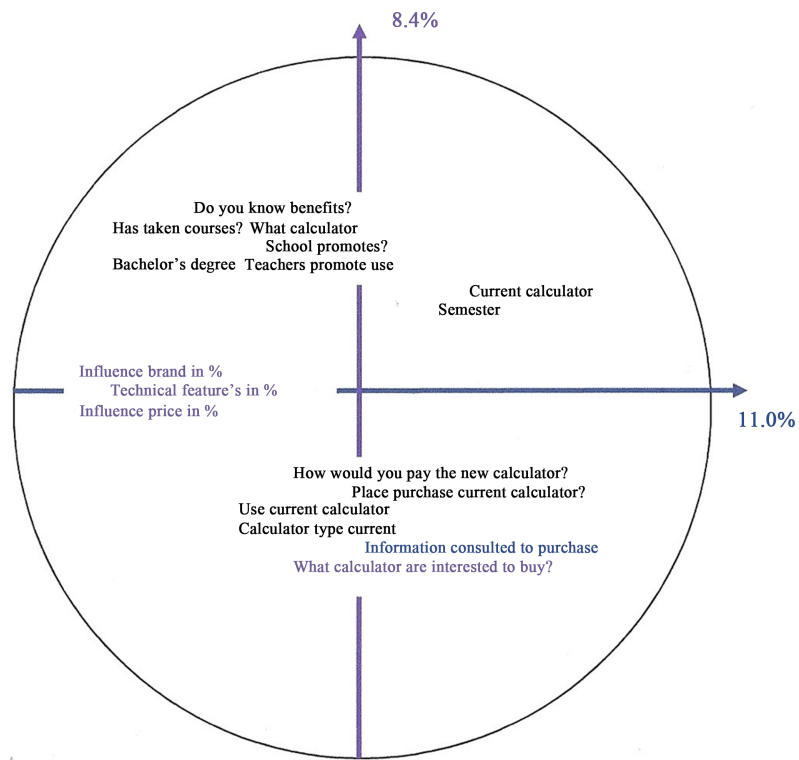 8.4%
Do you know benefits?
Has taken courses? What calculator
School promotes?
Bachelor's degree Teachers promote use
Current calculator
Semester
Influence brand in %
Technical feature's in %
Influence price in %
11.0%
How would you pay the new calculator?
Place purchase current calculator?
Use current calculator
Calculator type current
Information consulted to purchase
What calculator are interested to buy?